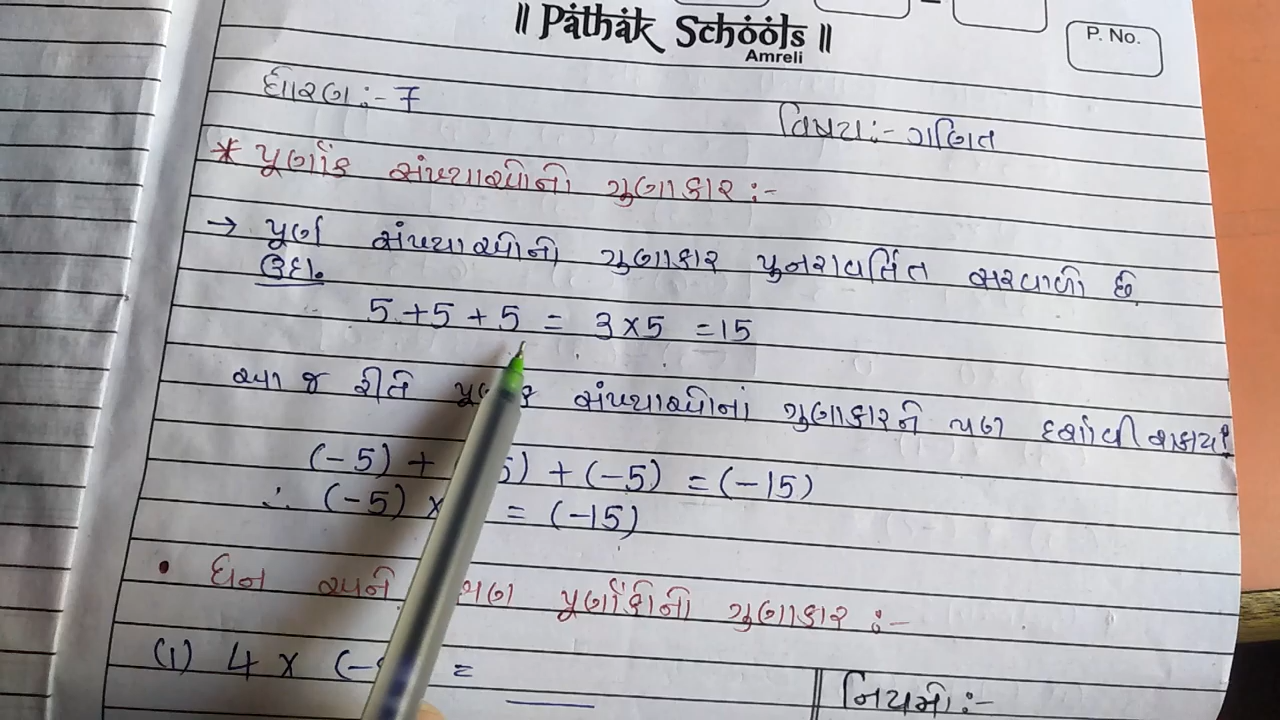 ॥ Pathak Schools ॥
Amreli
P. No.
ધોરણ:- 7
વિષય:- ગણિત
* પૂર્ણાંક સંખ્યાઓનો ગુણાકાર :-
→ પૂર્ણ સંખ્યાઓનો ગુણાકાર પુનરાવર્તિત સરવાળો છે
ઉદા.
5 + 5 + 5 = 3 x 5 = 15
આ જ રીતે સંખ્યાઓનાં ગુણાકારને પણ દર્શાવી શકાય!
(-5) + 5) + (-5) = (-15)
∴ (-5) x = (-15)
• ધન અને પૂર્ણાંકોનો ગુણાકાર :-
(1) 4 x (- =
નિયમો :-